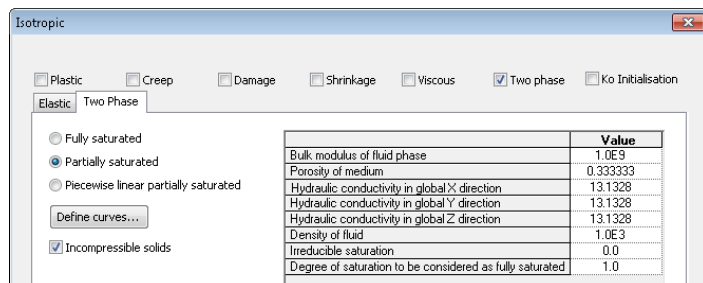 Isotropic
Plastic Creep Damage Shrinkage Viscous Two phase Ko Initialisation
Elastic Two Phase
Fully saturated
Partially saturated
Piecewise linear partially saturated
Define curves...
Incompressible solids
Value
Bulk modulus of fluid phase 1.0E9
Porosity of medium 0.333333
Hydraulic conductivity in global X direction 13.1328
Hydraulic conductivity in global Y direction 13.1328
Hydraulic conductivity in global Z direction 13.1328
Density of fluid 1.0E3
Irreducible saturation 0.0
Degree of saturation to be considered as fully saturated 1.0